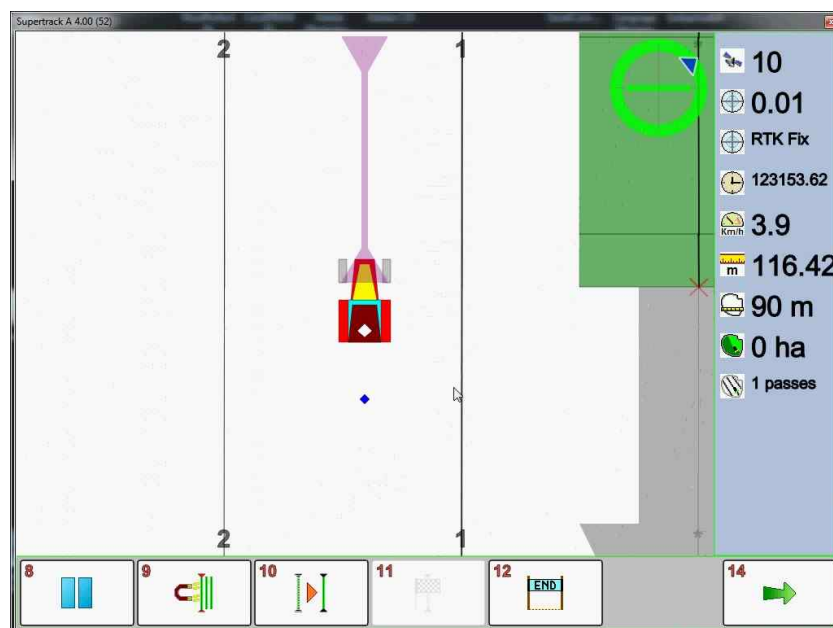 Supertrack A 4.00 (52)
2 1
10
0.01
RTK Fix
123153.62
Km/h 3.9
m 116.42
90 m
0 ha
1 passes
2 1
8 9 10 11 12 14
END